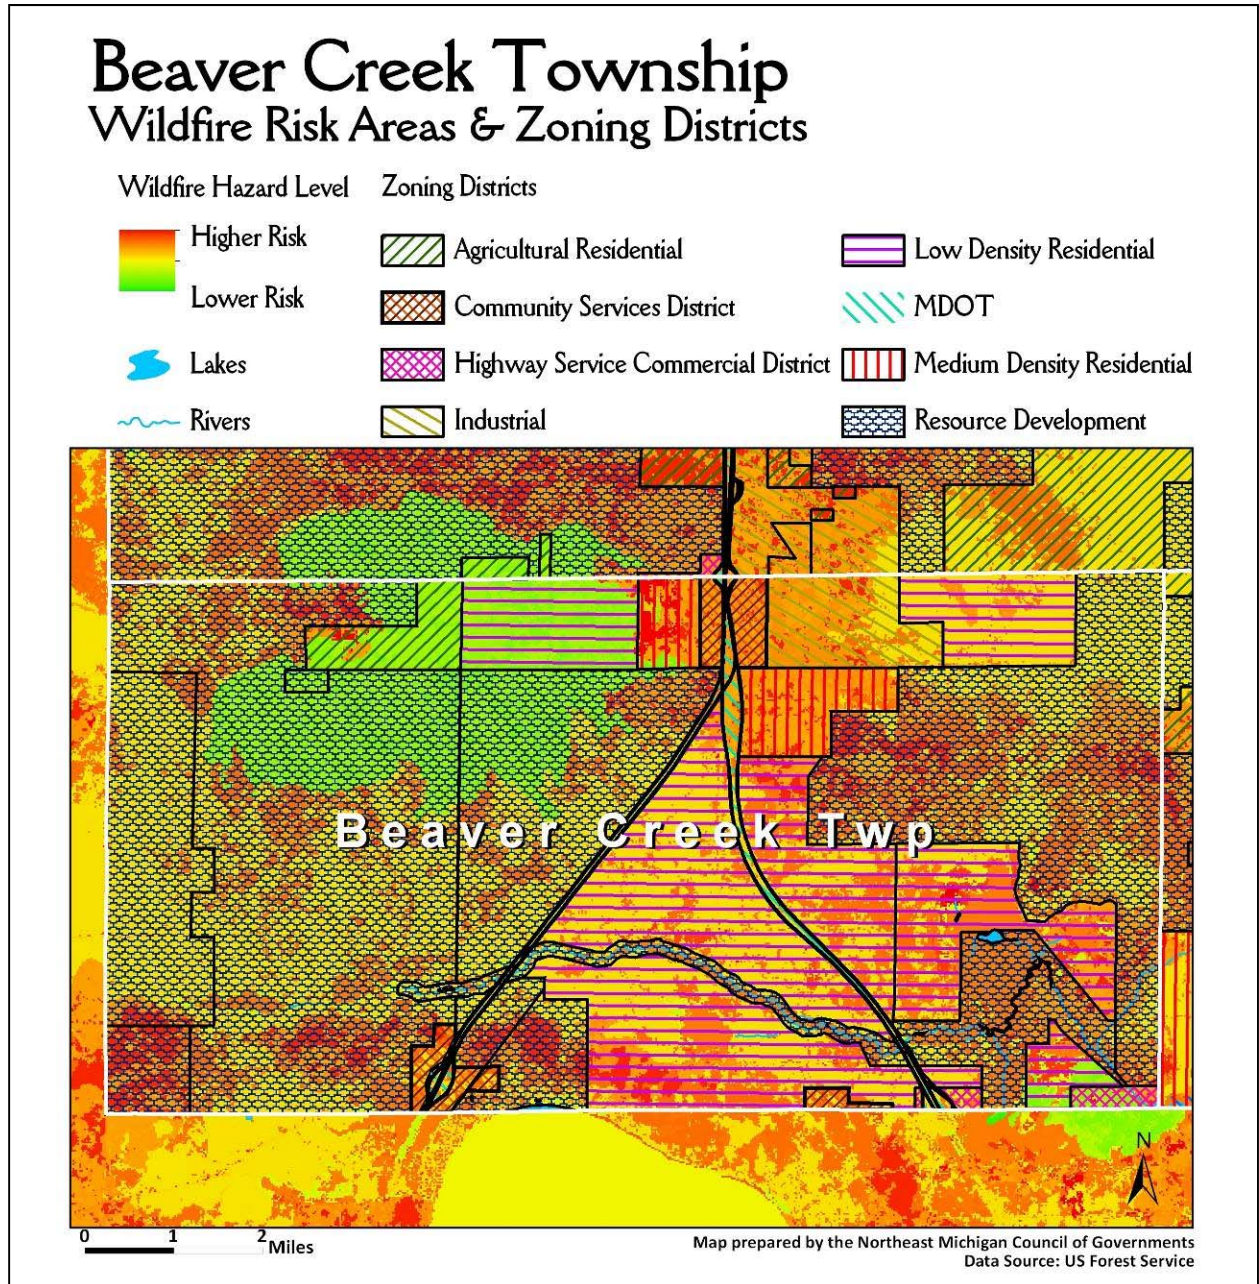 Beaver Creek Township
Wildfire Risk Areas & Zoning Districts
Wildfire Hazard Level
Higher Risk
Lower Risk
Lakes
Rivers
Zoning Districts
Agricultural Residential
Community Services District
Highway Service Commercial District
Industrial
Low Density Residential
MDOT
Medium Density Residential
Resource Development
Beaver Creek Twp
N
0 1 2 Miles
Map prepared by the Northeast Michigan Council of Governments
Data Source: US Forest Service